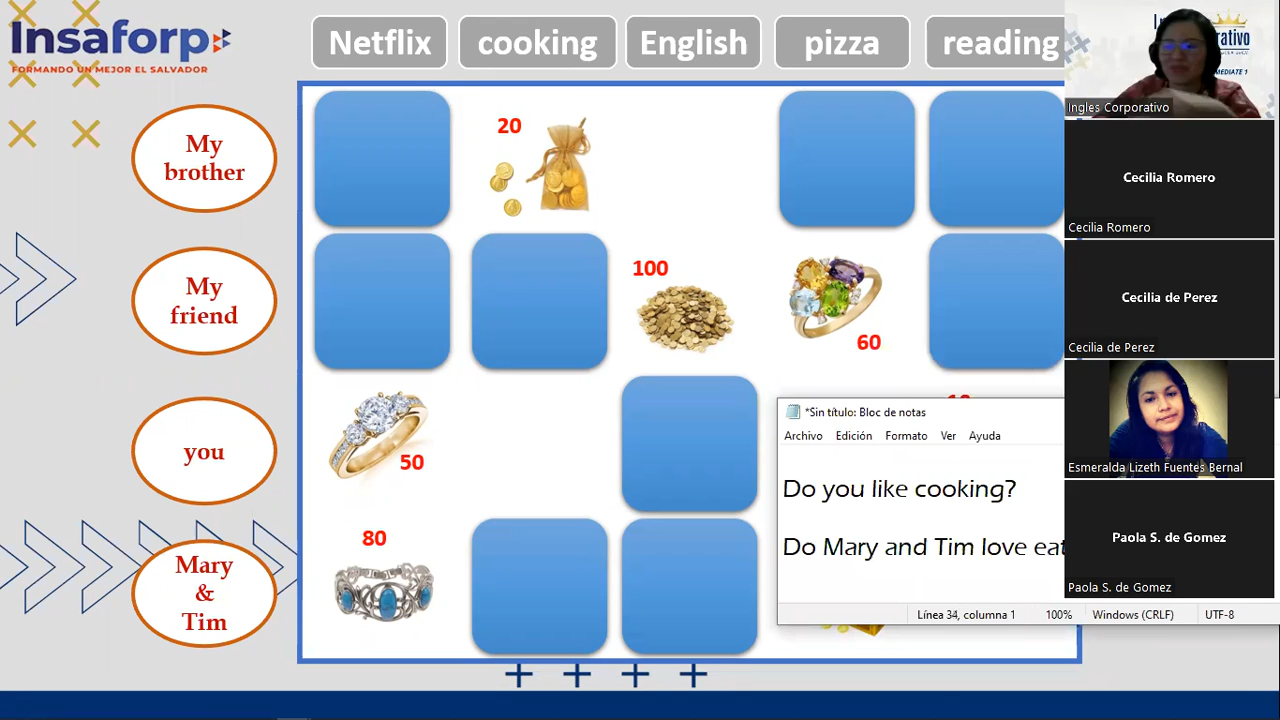 Insaforp
FORMANDO UN MEJOR EL SALVADOR
Netflix
cooking
English
pizza
reading
My
brother
My
friend
you
Mary
&
Tim
20
100
60
50
80
*Sin título: Bloc de notas
Archivo Edición Formato Ver Ayuda
Do you like cooking?
Do Mary and Tim love eat
Línea 34, columna 1 100% Windows (CRLF) UTF-8
MEDIATE 1
Ingles Corporativo
Cecilia Romero
Cecilia Romero
Cecilia de Perez
Cecilia de Perez
Esmeralda Lizeth Fuentes Bernal
Paola S. de Gomez
Paola S. de Gomez